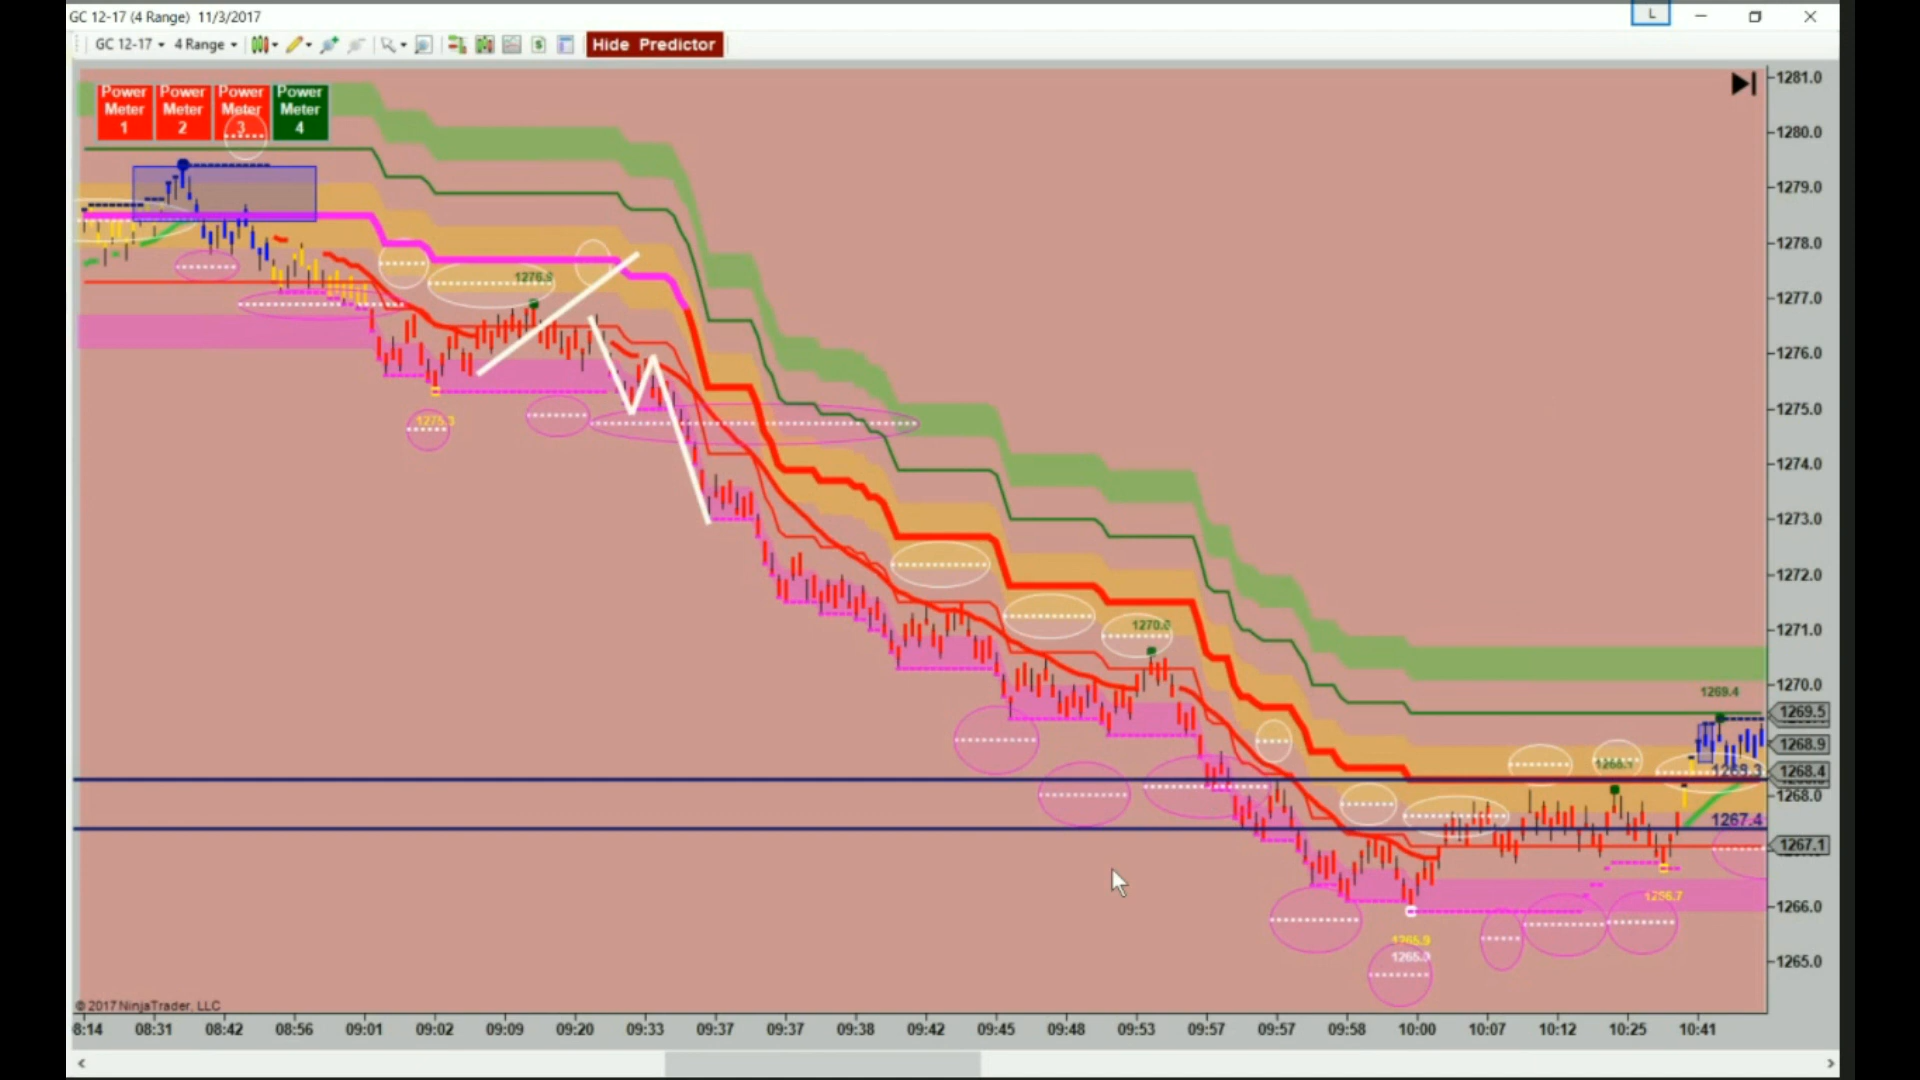 GC 12-17 (4 Range) 11/3/2017
L
GC 12-17 4 Range Hide Predictor
Power Meter 1
Power Meter 2
Power Meter 3
Power Meter 4
1281.0
1280.0
1279.0
1278.0
1277.0
1276.0
1275.0
1274.0
1273.0
1272.0
1271.0
1270.0
1269.5
1268.9
1268.4
1268.0
1267.1
1266.0
1265.0
1275.3
1269.4
1267.4
© 2017 NinjaTrader, LLC
8:14 08:31 08:42 08:56 09:01 09:02 09:09 09:20 09:33 09:37 09:37 09:38 09:42 09:45 09:48 09:53 09:57 09:57 09:58 10:00 10:07 10:12 10:25 10:41